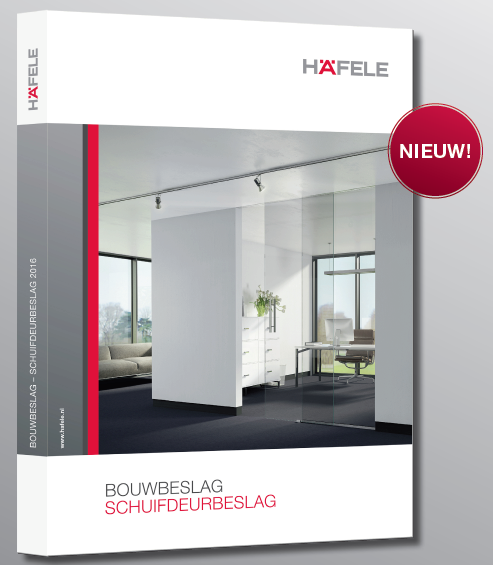 HÄFELE
HÄFELE
NIEUW!
BOUWBESLAG – SCHUIFDEURBESLAG 2016
www.hafele.nl
BOUWBESLAG
SCHUIFDEURBESLAG